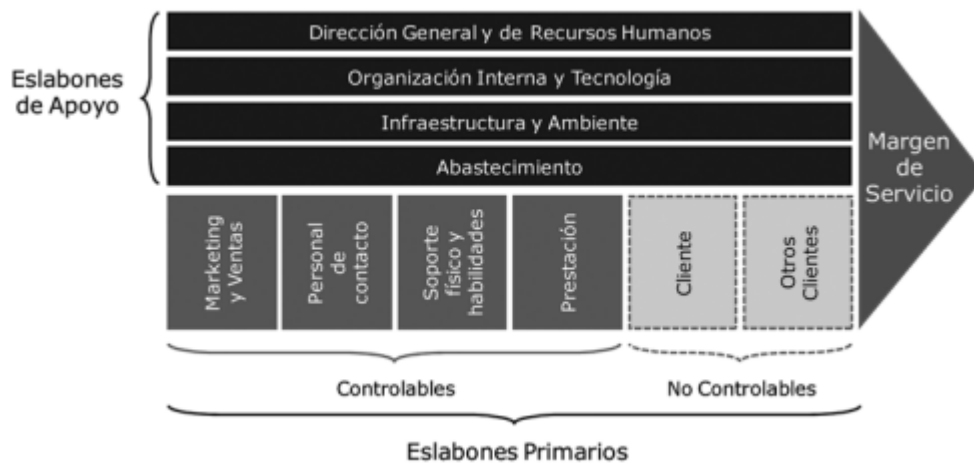 Eslabones
de Apoyo
Dirección General y de Recursos Humanos
Organización Interna y Tecnología
Infraestructura y Ambiente
Abastecimiento
Margen
de
Servicio
Marketing
y Ventas
Personal
de
contacto
Soporte
físico y
habilidades
Prestación
Cliente
Otros
Clientes
Controlables
No Controlables
Eslabones Primarios